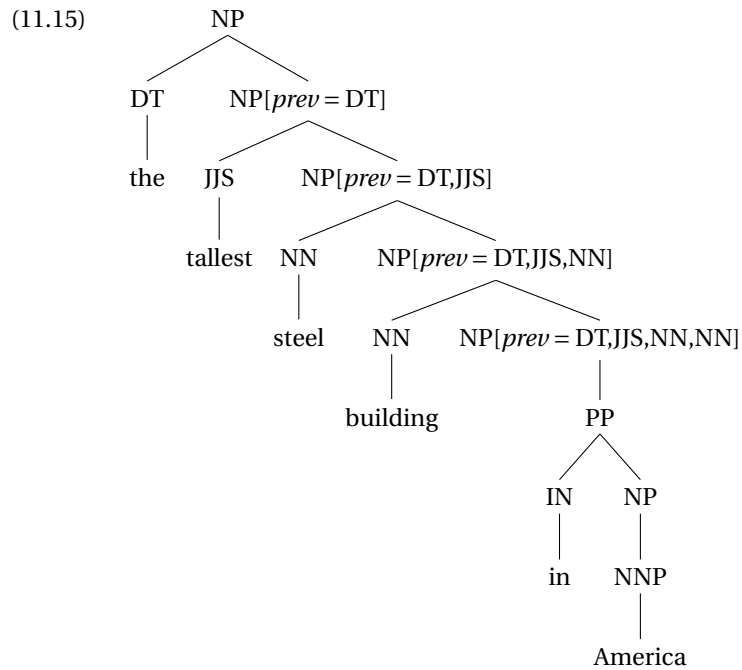 (11.15) NP
DT NP[prev = DT]
the JJS NP[prev = DT,JJS]
tallest NN NP[prev = DT,JJS,NN]
steel NN NP[prev = DT,JJS,NN,NN]
building PP
IN NP
in NNP
America